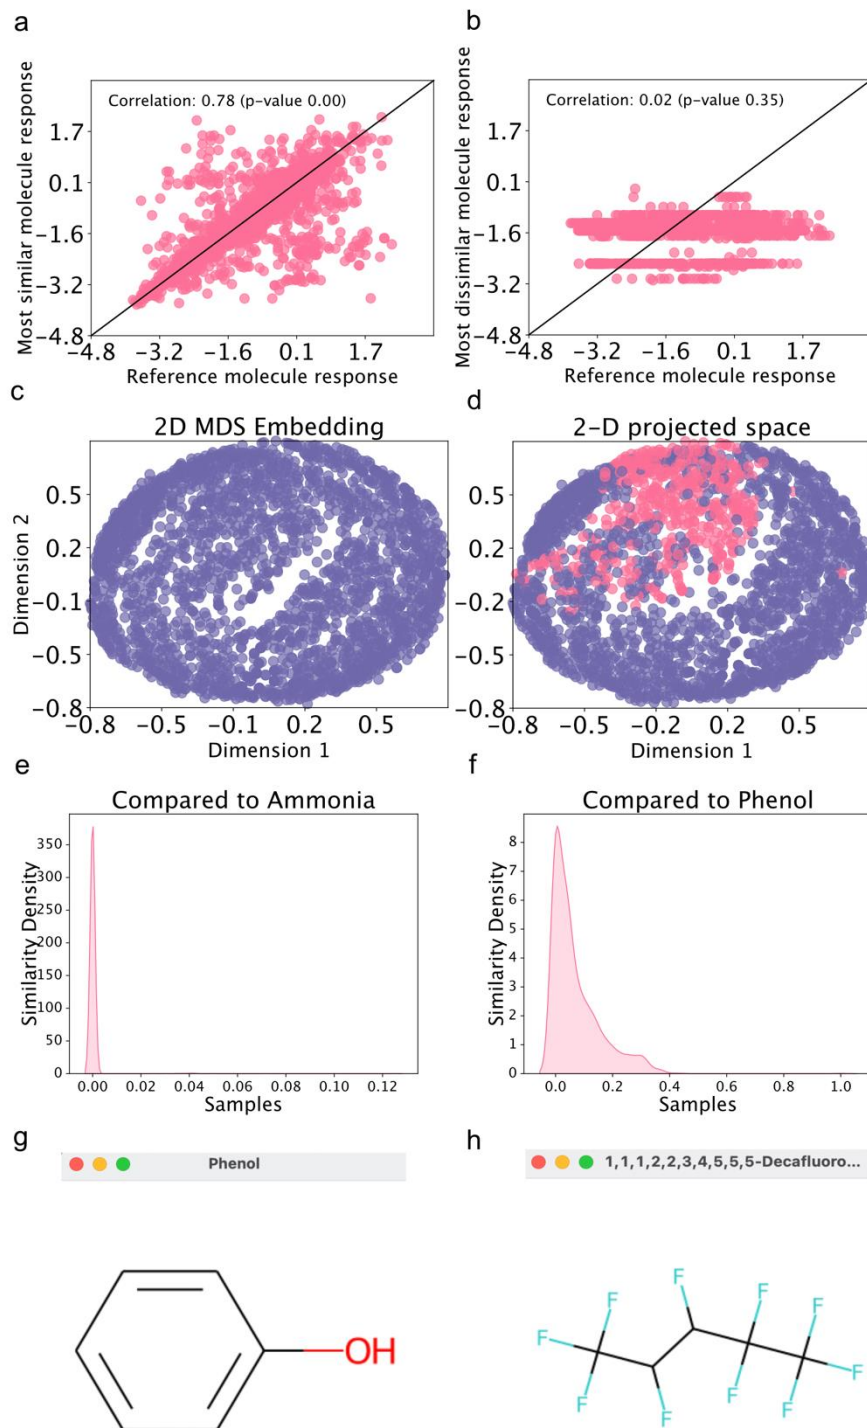 a
Correlation: 0.78 (p-value 0.00)
Most similar molecule response
1.7
0.1
−1.6
−3.2
−4.8
−4.8 −3.2 −1.6 0.1 1.7
Reference molecule response
b
Correlation: 0.02 (p-value 0.35)
Most dissimilar molecule response
1.7
0.1
−1.6
−3.2
−4.8
−3.2 −1.6 0.1 1.7
Reference molecule response
c
2D MDS Embedding
Dimension 2
0.5
0.2
−0.1
−0.5
−0.8
−0.8 −0.5 −0.1 0.2 0.5
Dimension 1
d
2-D projected space
0.5
0.2
−0.1
−0.5
−0.8
−0.8 −0.5 −0.1 0.2 0.5
Dimension 1
e
Compared to Ammonia
Similarity Density
350
300
250
200
150
100
50
0
0.00 0.02 0.04 0.06 0.08 0.10 0.12
Samples
f
Compared to Phenol
Similarity Density
8
7
6
5
4
3
2
1
0
0.0 0.2 0.4 0.6 0.8 1.0
Samples
g
Phenol
OH
h
1,1,1,2,2,3,4,5,5,5-Decafluoro...
F
F
F
F
F
F
F
F
F
F